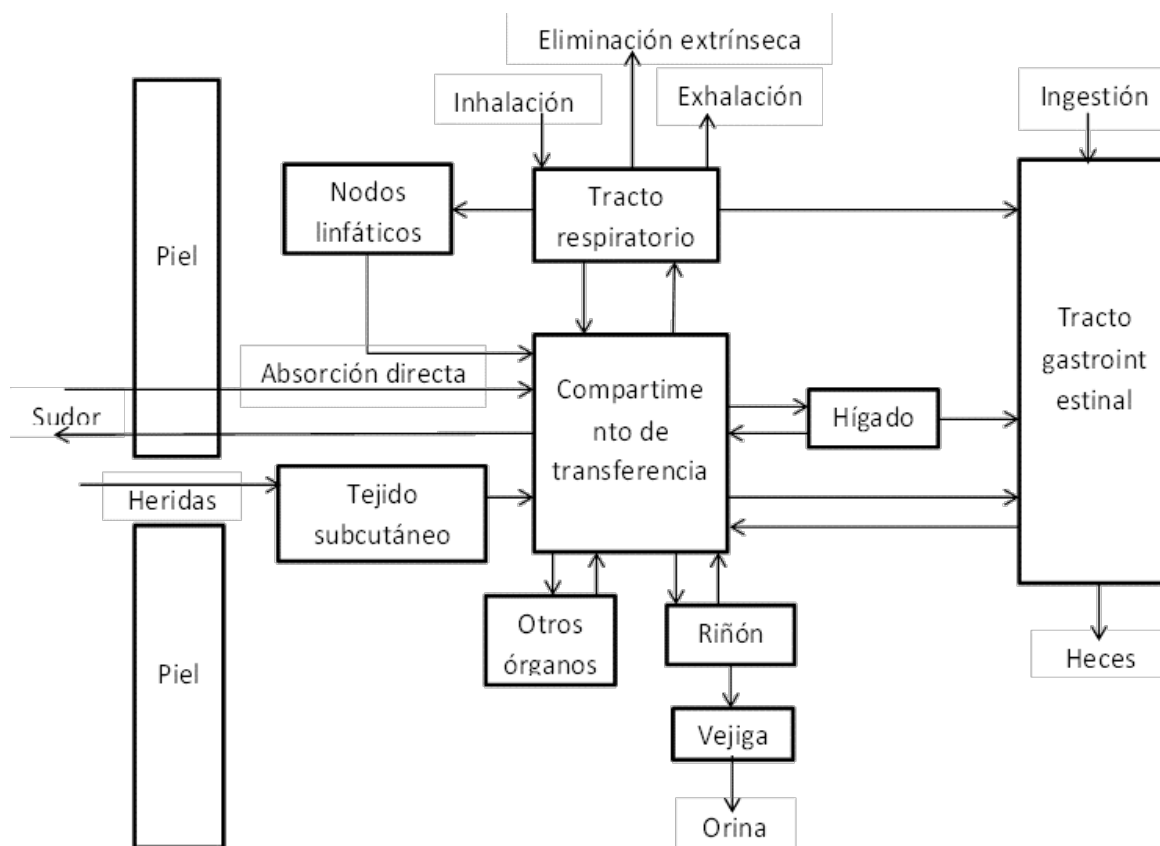 Eliminación extrínseca
Inhalación
Exhalación
Ingestión
Nodos
linfáticos
Tracto
respiratorio
Piel
Tracto
gastroint
estinal
Absorción directa
Compartime
nto de
transferencia
Hígado
Sudor
Heridas
Tejido
subcutáneo
Otros
órganos
Riñón
Heces
Piel
Vejiga
Orina